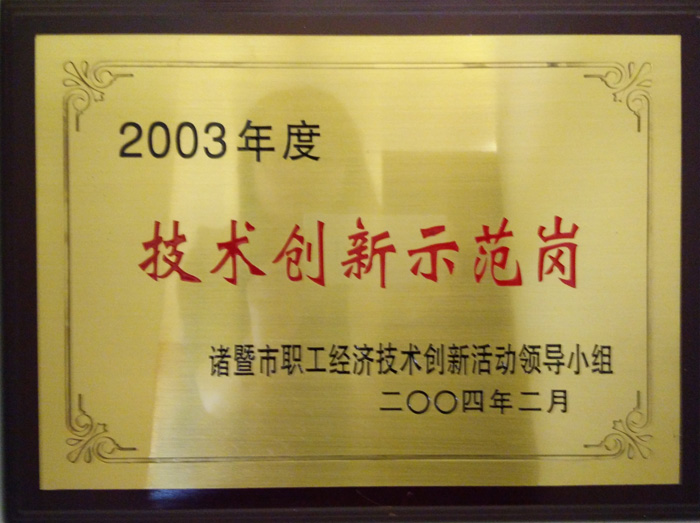 2003年度
技术创新示范岗
诸暨市职工经济技术创新活动领导小组
二〇〇四年二月